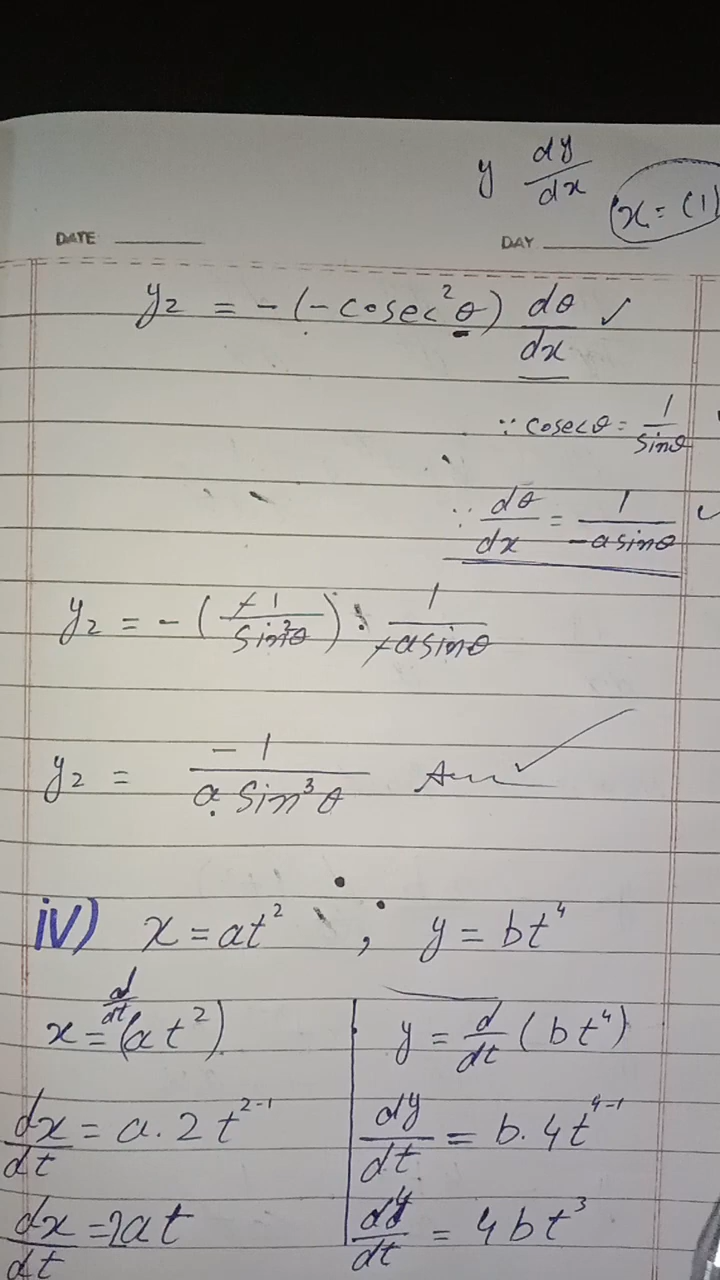 y dy/dx
x = (1)
DATE DAY
y₂ = -(-cosec²θ) dθ/dx ✓
∵ cosecθ = 1/sinθ
∵ dθ/dx = 1/-asinθ ✓
y₂ = -(-1/sin²θ) · 1/-asinθ
y₂ = -1/a sin³θ Ans ✓
iv) x = at² , y = bt⁴
x = d/dt (at²) y = d/dt (bt⁴)
dx/dt = a.2t²⁻¹ dy/dt = b.4t⁴⁻¹
dx/dt = 2at dy/dt = 4bt³